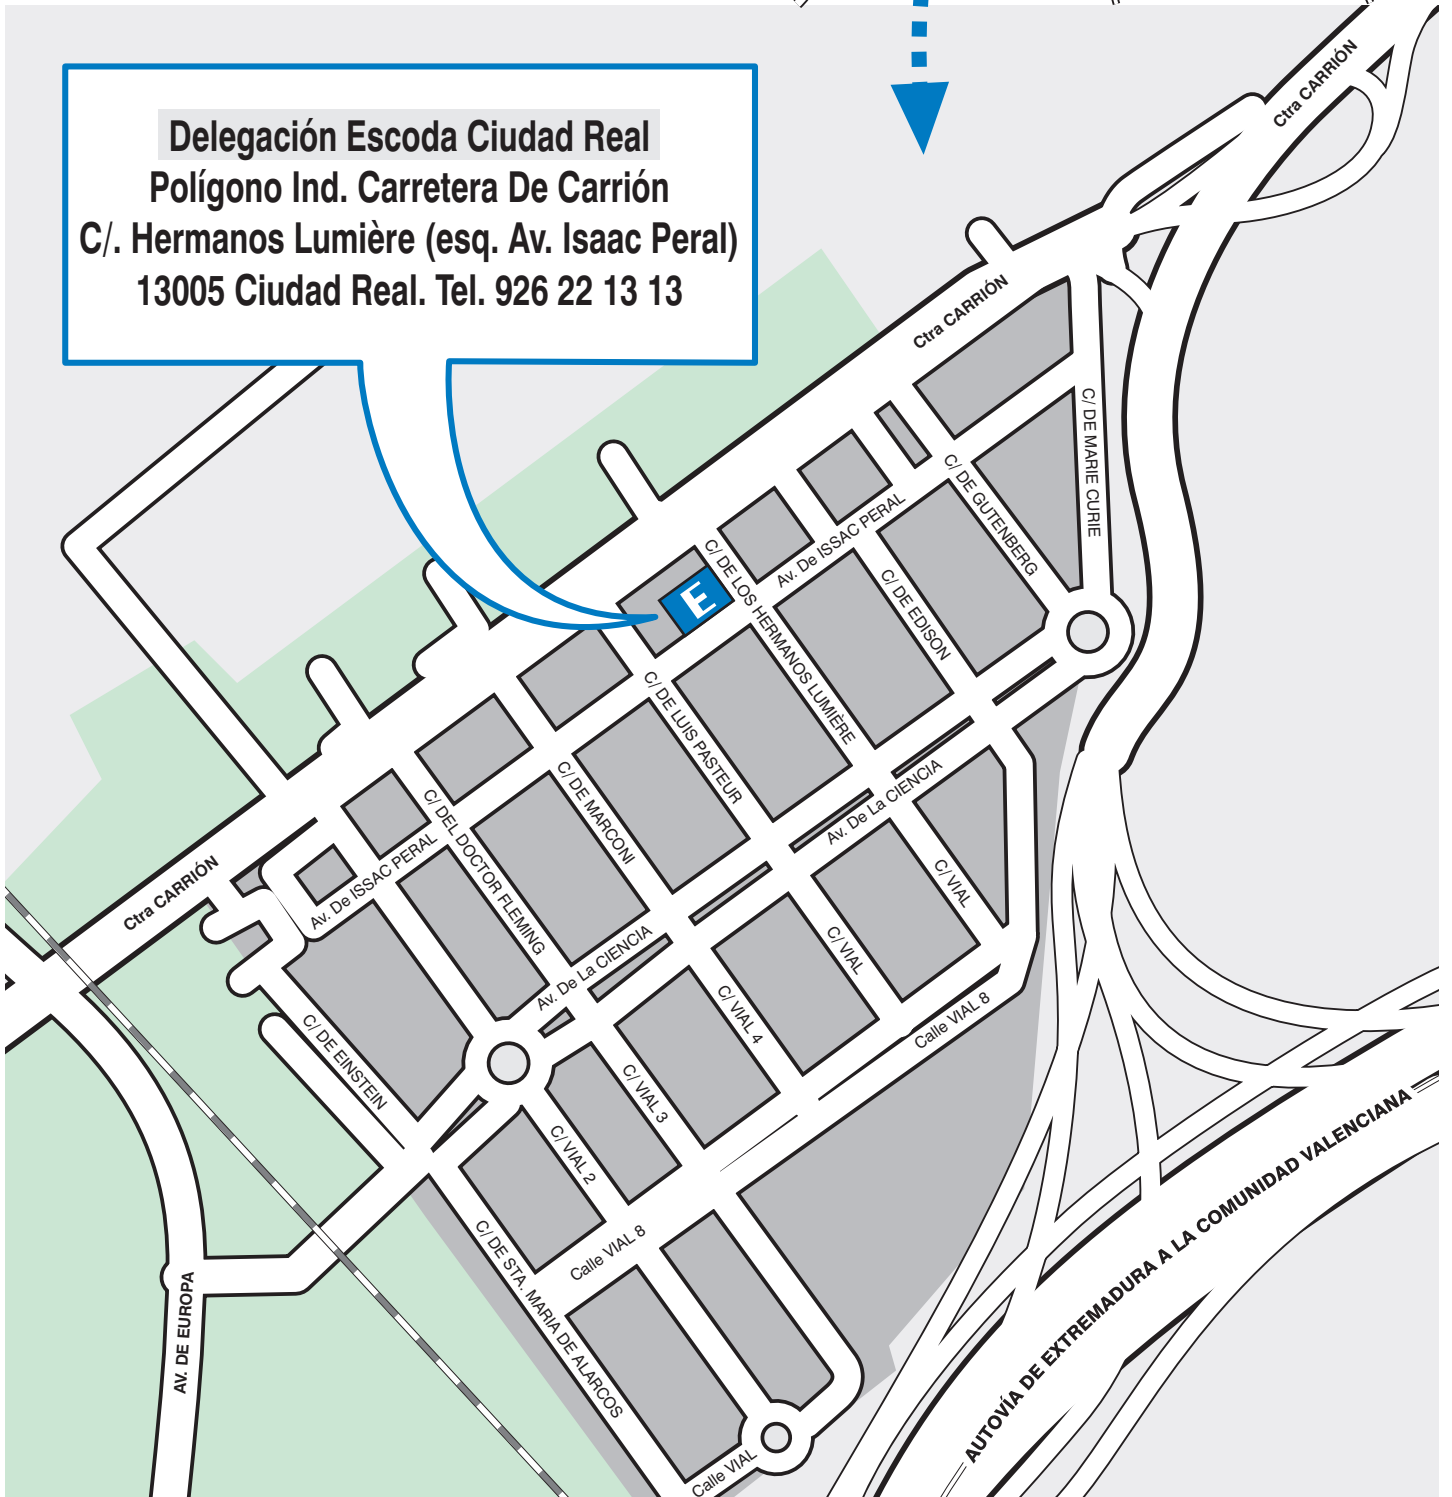 Delegación Escoda Ciudad Real
Polígono Ind. Carretera De Carrión
C/. Hermanos Lumière (esq. Av. Isaac Peral)
13005 Ciudad Real. Tel. 926 22 13 13
Ctra CARRIÓN
Ctra CARRIÓN
C/ DE MARIE CURIE
C/ DE GUTENBERG
Av. De ISSAC PERAL
C/ DE LOS HERMANOS LUMIÈRE
C/ DE EDISON
E
C/ DE LUIS PASTEUR
C/ DE MARCONI
C/ DEL DOCTOR FLEMING
Av. De La CIENCIA
Av. De ISSAC PERAL
Ctra CARRIÓN
C/ VIAL
C/ VIAL
Av. De La CIENCIA
C/ VIAL 4
Calle VIAL 8
C/ DE EINSTEIN
C/ VIAL 3
C/ VIAL 2
Calle VIAL 8
C/ DE STA. MARIA DE ALARCOS
AV. DE EUROPA
AUTOVÍA DE EXTREMADURA A LA COMUNIDAD VALENCIANA
Calle VIAL